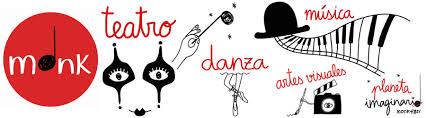 monk
teatro
danza
música
artes visuales
planeta
imaginario